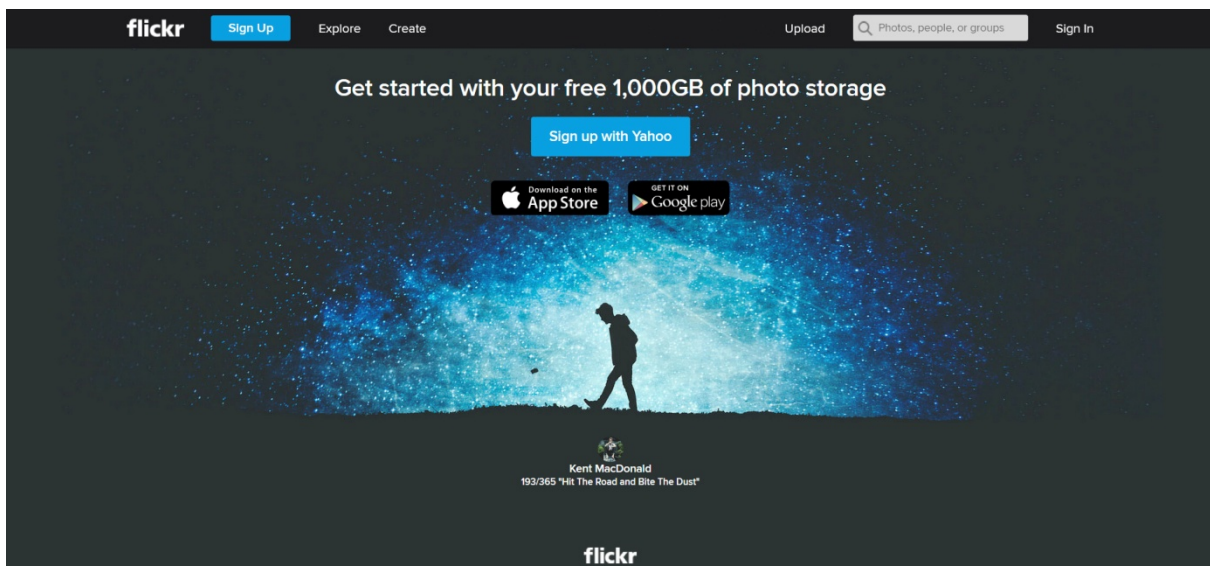 flickr Sign Up Explore Create Upload Photos, people, or groups Sign In
Get started with your free 1,000GB of photo storage
Sign up with Yahoo
Download on the
App Store
GET IT ON
Google play
Kent MacDonald
193/365 "Hit The Road and Bite The Dust"
flickr